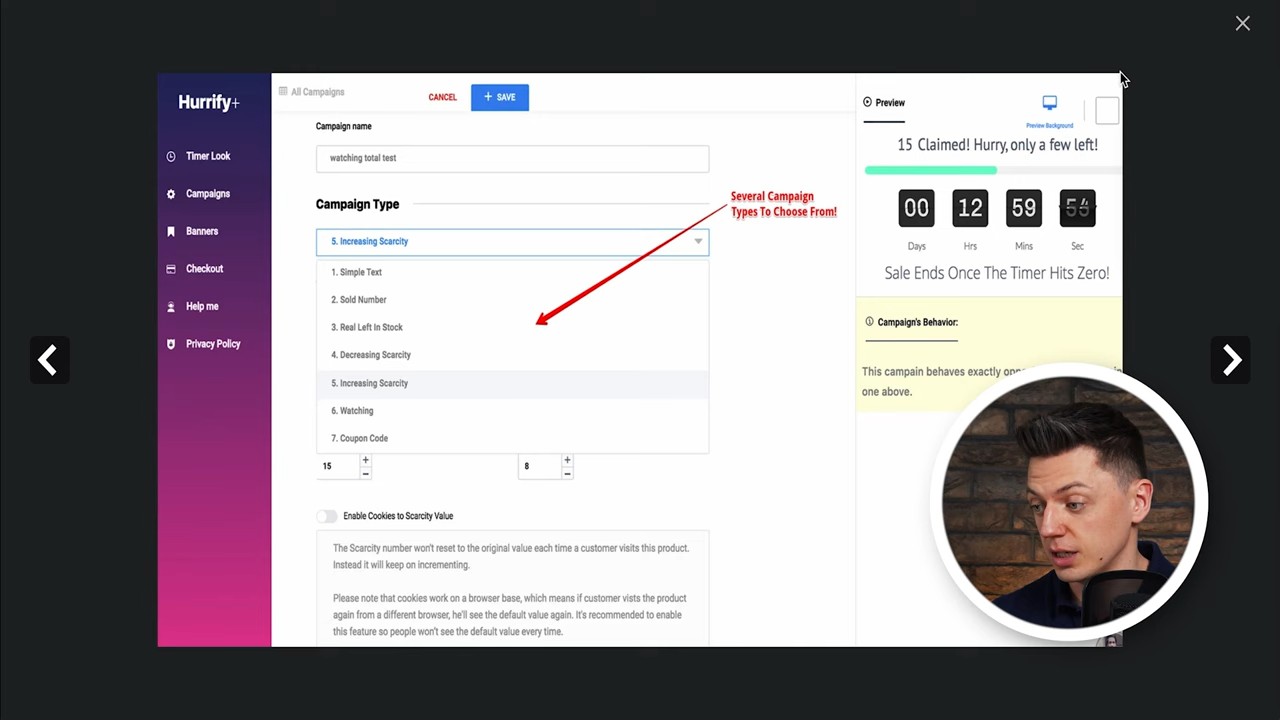 Hurrify+
Timer Look
Campaigns
Banners
Checkout
Help me
Privacy Policy
All Campaigns
CANCEL
+ SAVE
Campaign name
watching total test
Campaign Type
Several Campaign
Types To Choose From!
5. Increasing Scarcity
1. Simple Text
2. Sold Number
3. Real Left In Stock
4. Decreasing Scarcity
5. Increasing Scarcity
6. Watching
7. Coupon Code
15
+
−
8
+
−
Enable Cookies to Scarcity Value
The Scarcity number won't reset to the original value each time a customer visits this product.
Instead it will keep on incrementing.
Please note that cookies work on a browser base, which means if customer vists the product
again from a different browser, he'll see the default value again. It's recommended to enable
this feature so people won't see the default value every time.
Preview
Preview Background
15 Claimed! Hurry, only a few left!
00 12 59
Days Hrs Mins Sec
Sale Ends Once The Timer Hits Zero!
Campaign's Behavior:
This campain behaves exactly
one above.